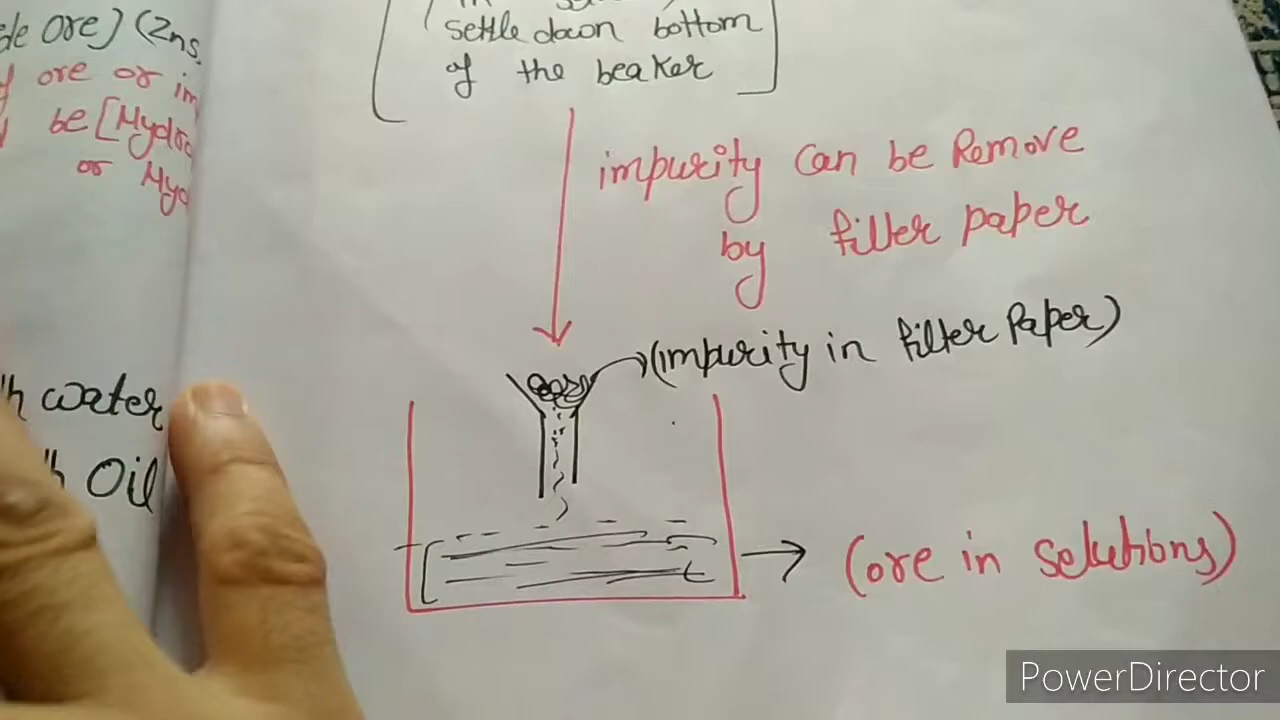 de Ore) (Zns
ore or im
be [Hydro
or Hyd
h water
h Oil
settle down bottom
of the beaker
impurity Can be Remove
by filter paper
(impurity in filter Paper)
(ore in solutions)
PowerDirector